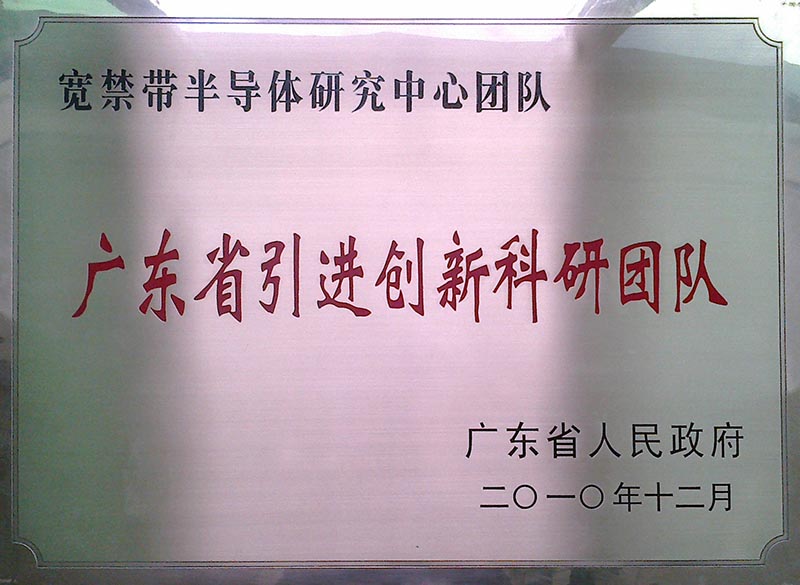 宽禁带半导体研究中心团队
广东省引进创新科研团队
广东省人民政府
二〇一〇年十二月